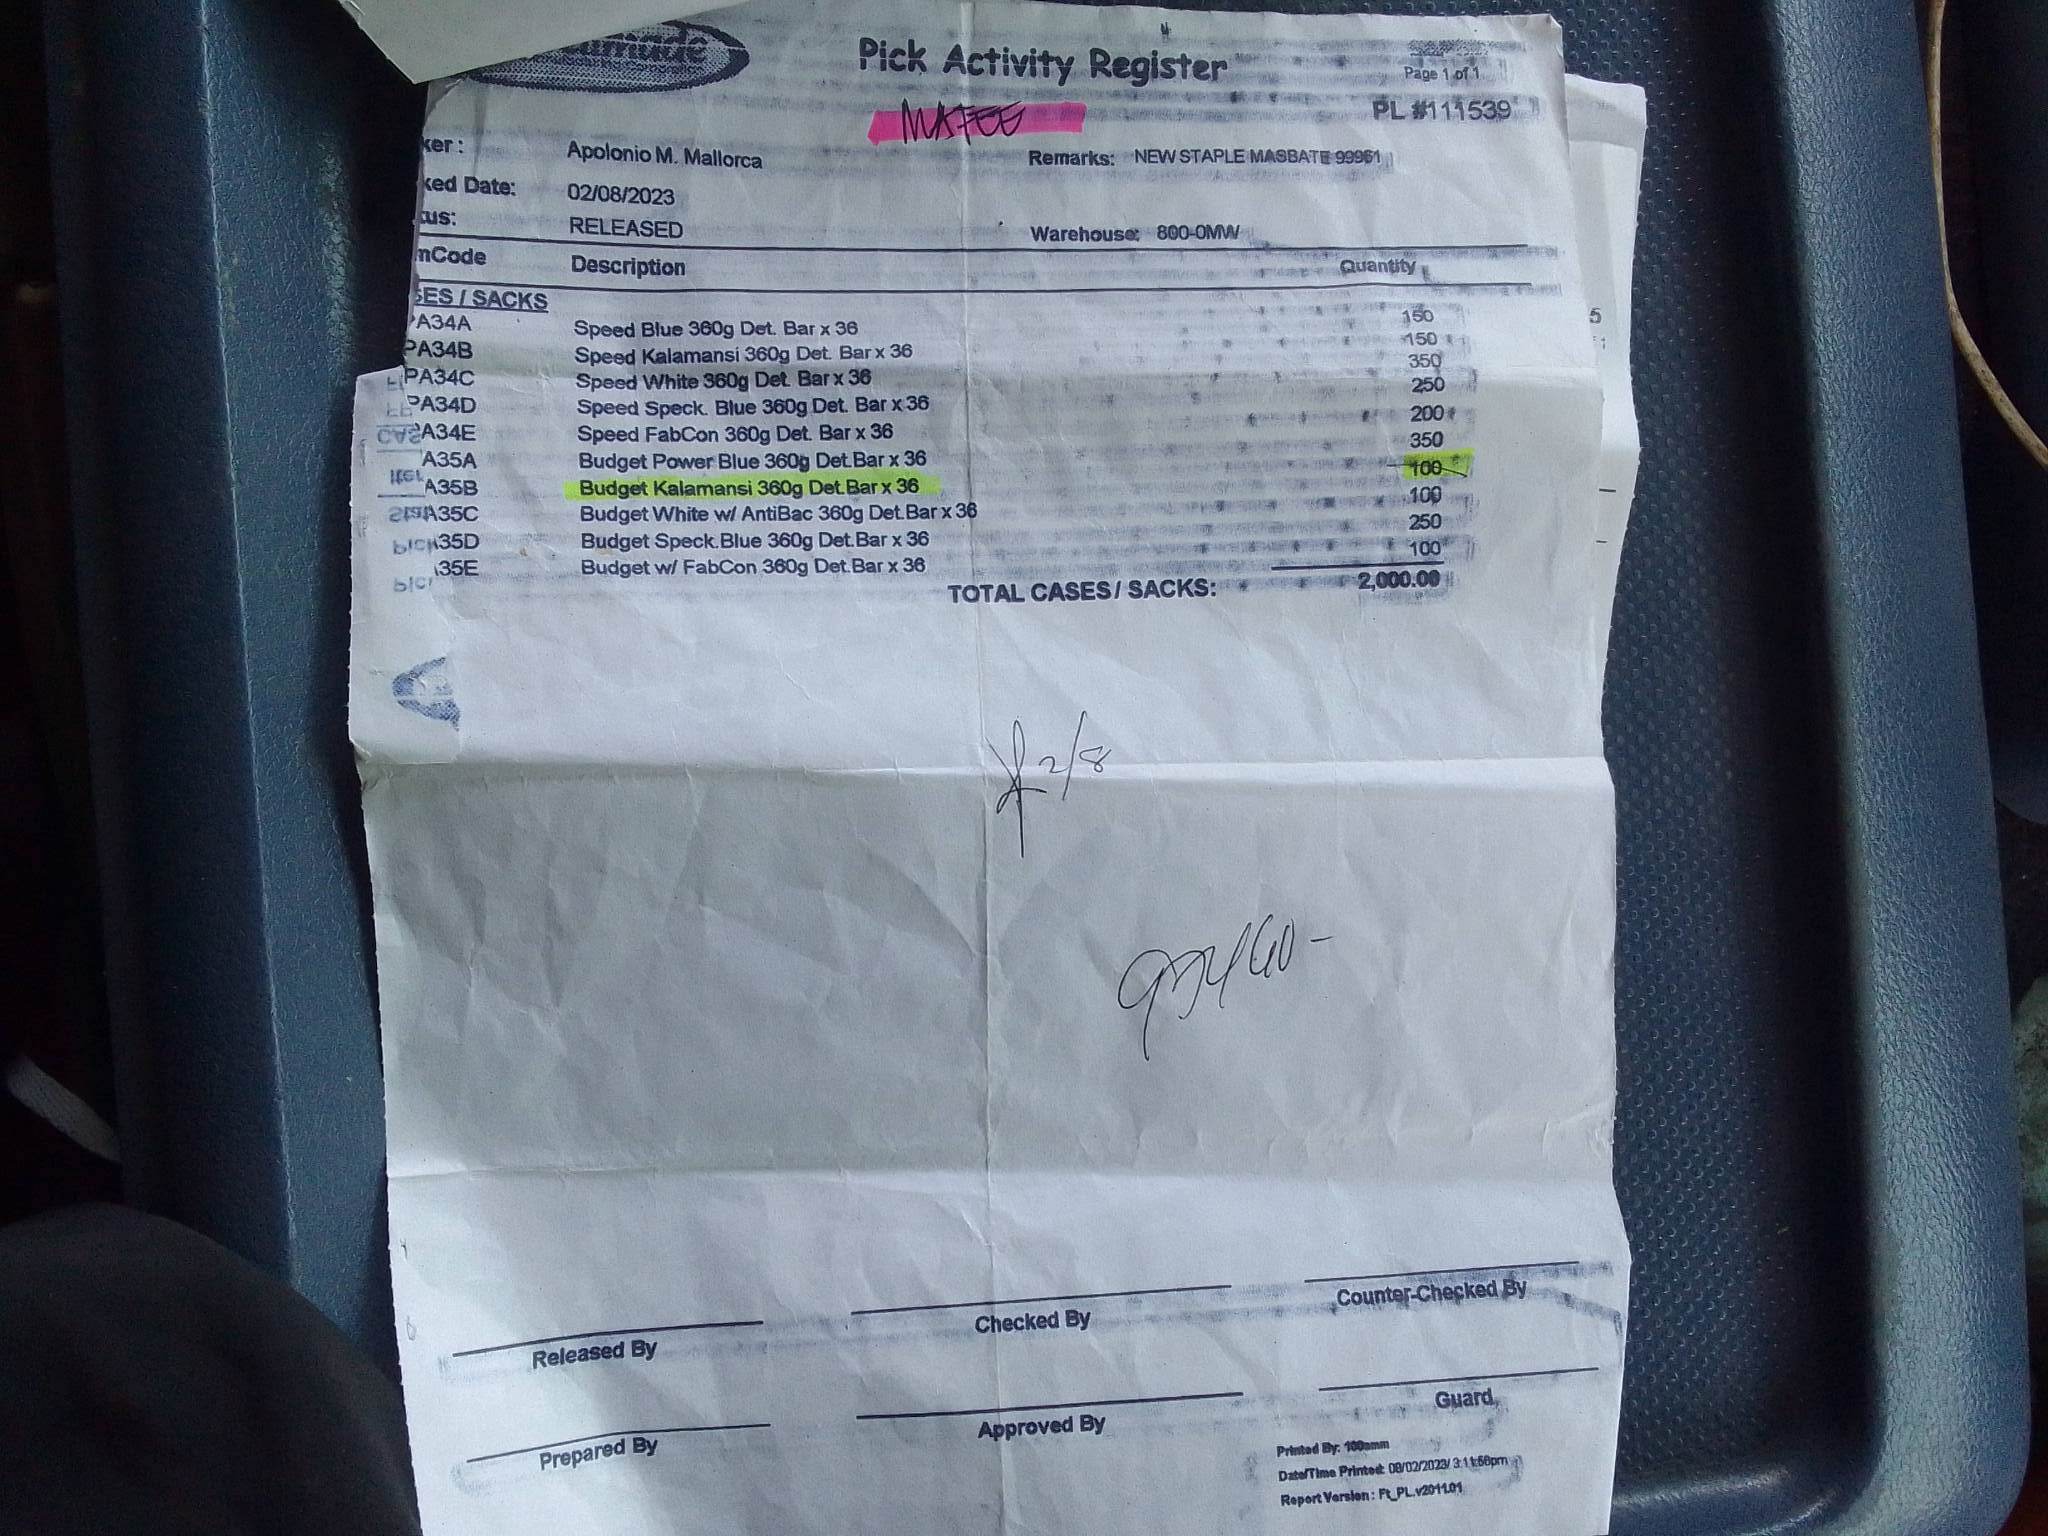 Pick Activity Register
Page 1 of 1
PL #111539
ker: Apolonio M. Mallorca
Remarks: NEW STAPLE MASBATE 99961
ked Date: 02/08/2023
us: RELEASED
Warehouse: 800-0MW
mCode Description Quantity
SES / SACKS
PA34A Speed Blue 360g Det. Bar x 36 150
PA34B Speed Kalamansi 360g Det. Bar x 36 150
PA34C Speed White 360g Det. Bar x 36 350
PA34D Speed Speck. Blue 360g Det. Bar x 36 250
A34E Speed FabCon 360g Det. Bar x 36 200
A35A Budget Power Blue 360g Det.Bar x 36 350
A35B Budget Kalamansi 360g Det.Bar x 36 100
A35C Budget White w/ AntiBac 360g Det.Bar x 36 100
35D Budget Speck.Blue 360g Det.Bar x 36 250
35E Budget w/ FabCon 360g Det.Bar x 36 100
TOTAL CASES / SACKS: 2,000.00
2/8
Released By
Checked By
Counter-Checked By
Prepared By
Approved By
Guard
Printed By: 100amm
Date/Time Printed: 08/02/2023/ 3:11:58pm
Report Version : Ft_PL.v2011.01